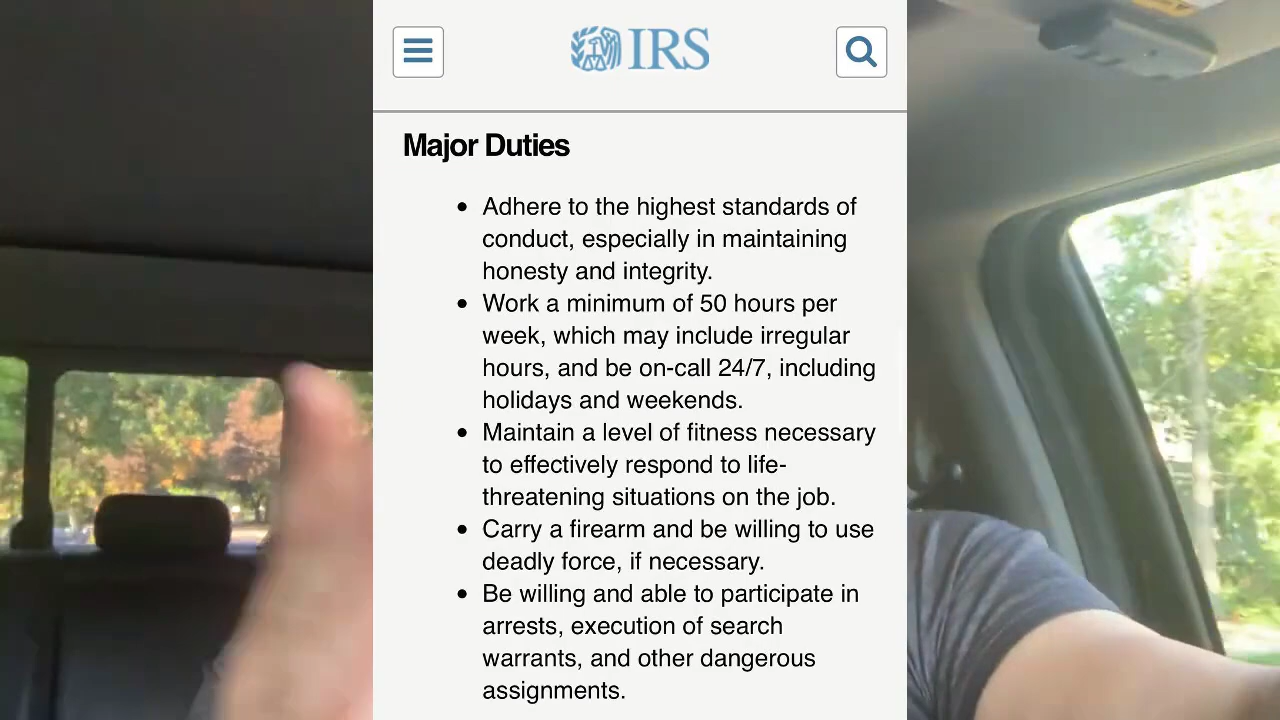 IRS
Major Duties
• Adhere to the highest standards of
conduct, especially in maintaining
honesty and integrity.
• Work a minimum of 50 hours per
week, which may include irregular
hours, and be on-call 24/7, including
holidays and weekends.
• Maintain a level of fitness necessary
to effectively respond to life-
threatening situations on the job.
• Carry a firearm and be willing to use
deadly force, if necessary.
• Be willing and able to participate in
arrests, execution of search
warrants, and other dangerous
assignments.